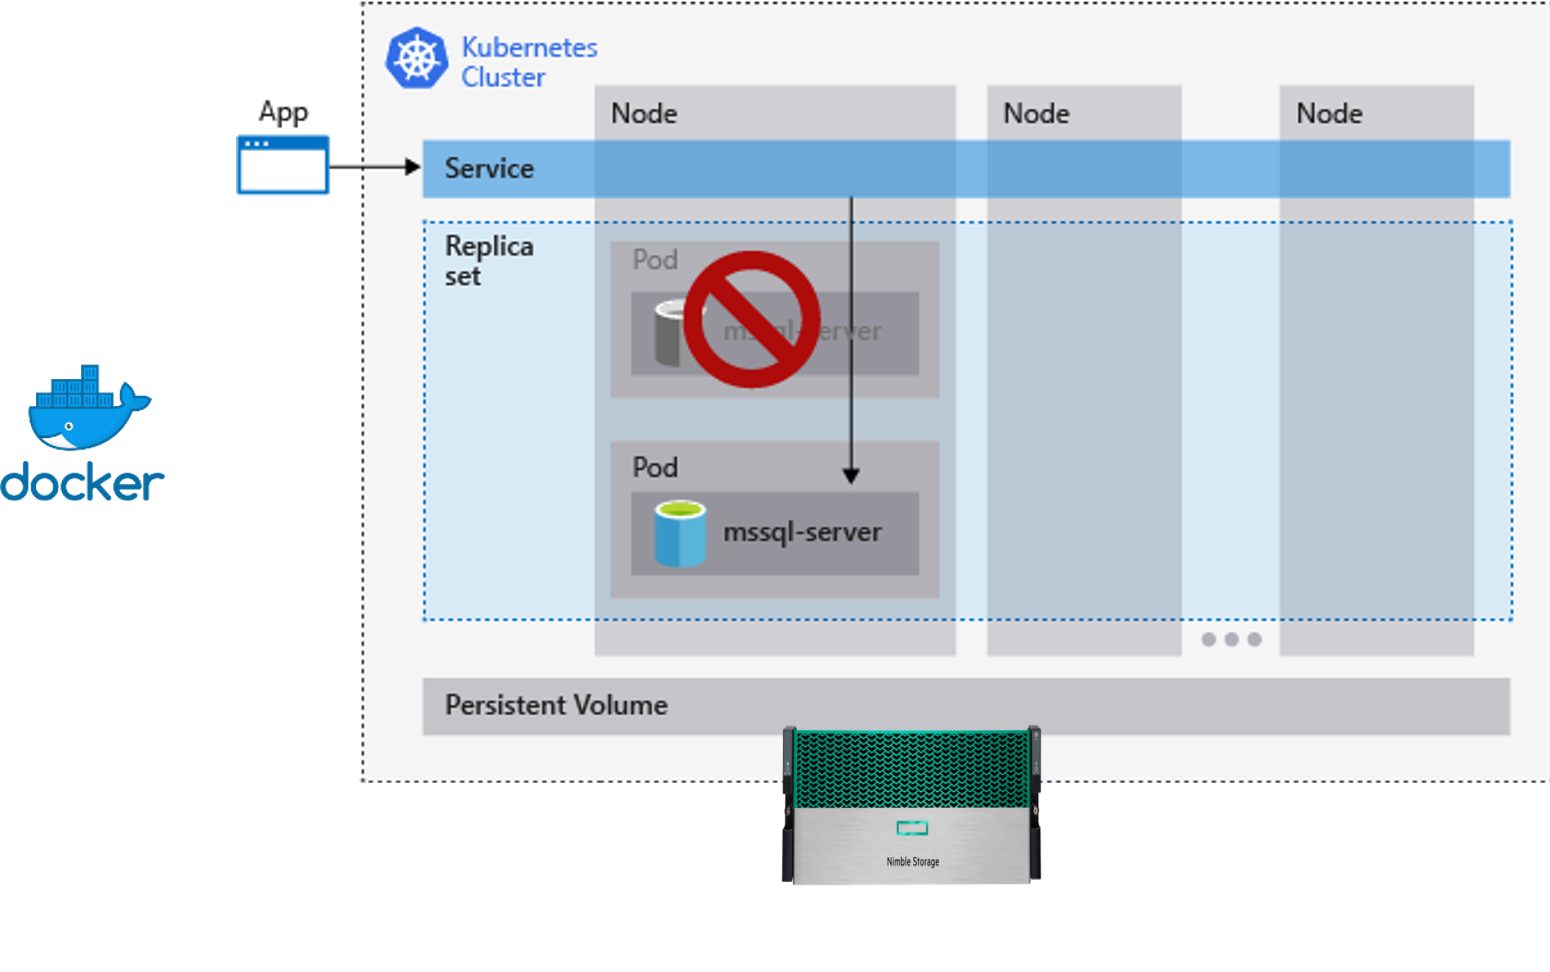 Kubernetes
Cluster
App
Node
Node
Node
Service
Replica
set
Pod
mssql-server
Pod
mssql-server
docker
Persistent Volume
Nimble Storage